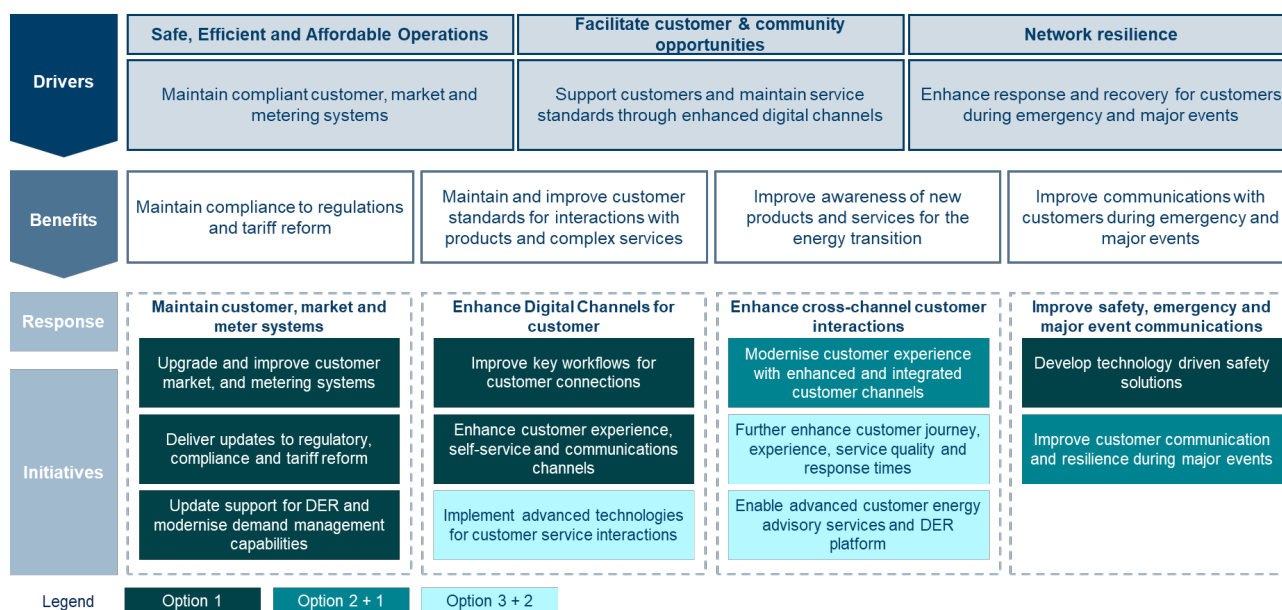 Drivers
Safe, Efficient and Affordable Operations
Facilitate customer & community
opportunities
Network resilience
Maintain compliant customer, market and
metering systems
Support customers and maintain service
standards through enhanced digital channels
Enhance response and recovery for customers
during emergency and major events
Benefits
Maintain compliance to regulations
and tariff reform
Maintain and improve customer
standards for interactions with
products and complex services
Improve awareness of new
products and services for the
energy transition
Improve communications with
customers during emergency and
major events
Response
Maintain customer, market and
meter systems
Enhance Digital Channels for
customer
Enhance cross-channel customer
interactions
Improve safety, emergency and
major event communications
Initiatives
Upgrade and improve customer
market, and metering systems
Improve key workflows for
customer connections
Modernise customer experience
with enhanced and integrated
customer channels
Develop technology driven safety
solutions
Deliver updates to regulatory,
compliance and tariff reform
Enhance customer experience,
self-service and communications
channels
Further enhance customer journey,
experience, service quality and
response times
Improve customer communication
and resilience during major events
Update support for DER and
modernise demand management
capabilities
Implement advanced technologies
for customer service interactions
Enable advanced customer energy
advisory services and DER
platform
Legend
Option 1
Option 2 + 1
Option 3 + 2